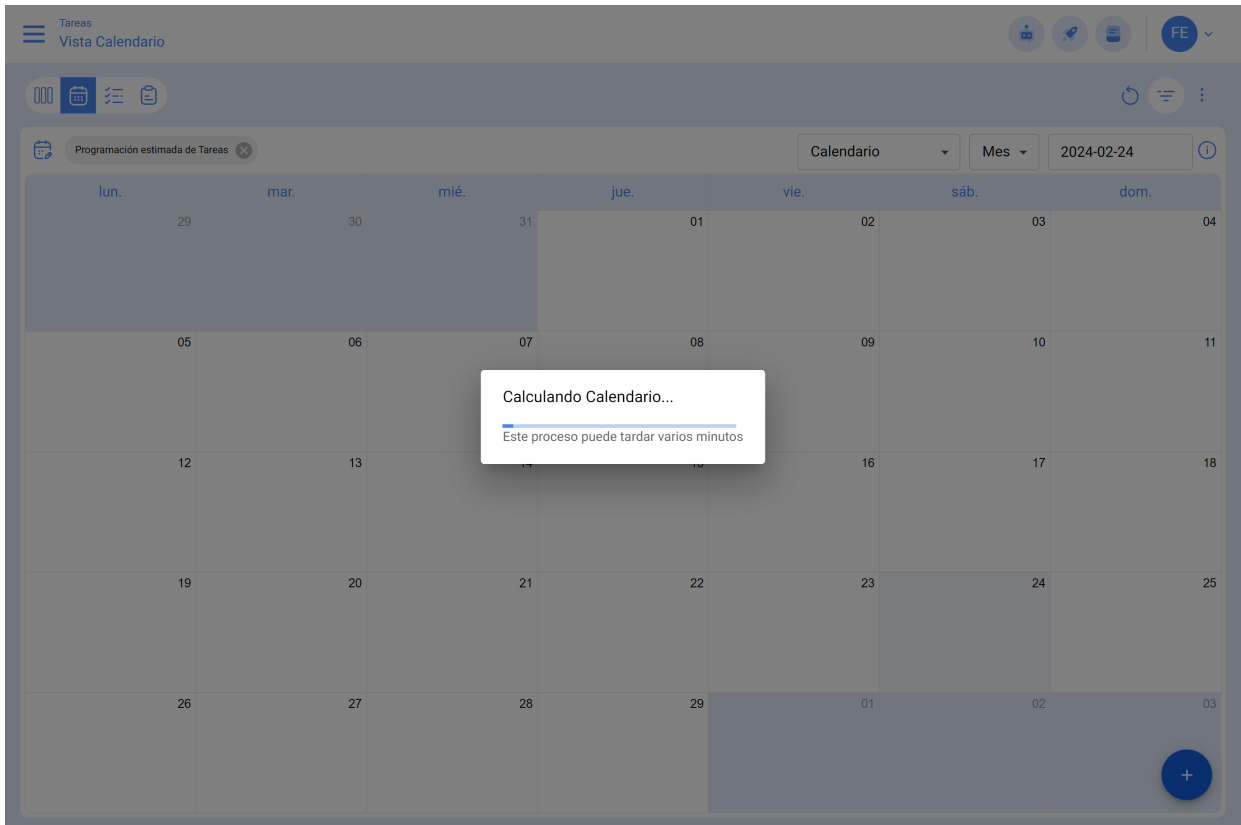 Tareas
Vista Calendario
FE
Programación estimada de Tareas
Calendario
Mes
2024-02-24
lun. mar. mié. jue. vie. sáb. dom.
29 30 31 01 02 03 04
05 06 07 08 09 10 11
Calculando Calendario...
Este proceso puede tardar varios minutos
12 13 14 15 16 17 18
19 20 21 22 23 24 25
26 27 28 29 01 02 03